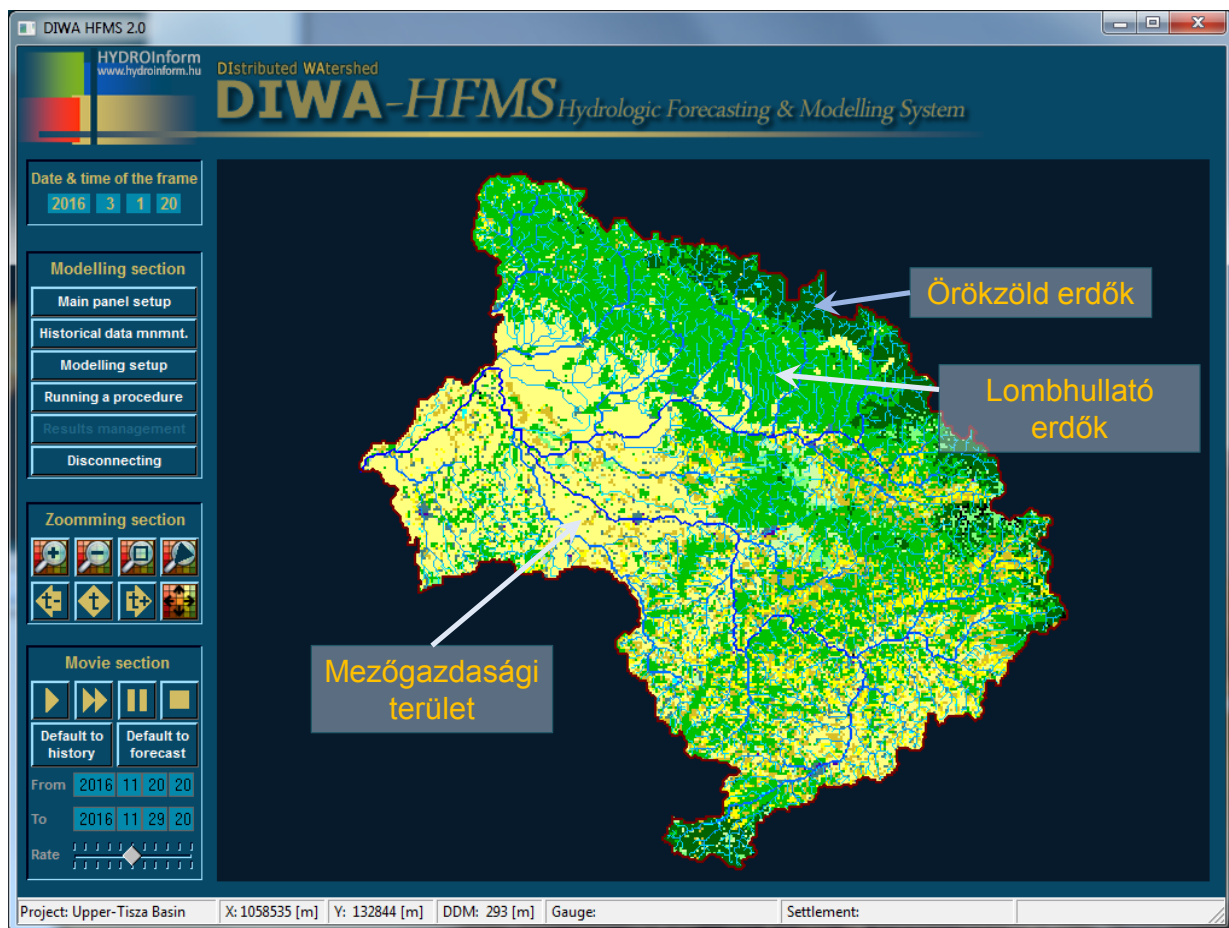 DIWA HFMS 2.0
HYDROInform
www.hydroinform.hu
DIstributed WAtershed
DIWA-HFMS Hydrologic Forecasting & Modelling System
Date & time of the frame
2016 3 1 20
Modelling section
Main panel setup
Historical data mnmnt.
Modelling setup
Running a procedure
Results management
Disconnecting
Zoomming section
t- t t+
Movie section
Default to
history
Default to
forecast
From 2016 11 20 20
To 2016 11 29 20
Rate
Örökzöld erdők
Lombhullató
erdők
Mezőgazdasági
terület
Project: Upper-Tisza Basin X: 1058535 [m] Y: 132844 [m] DDM: 293 [m] Gauge: Settlement: